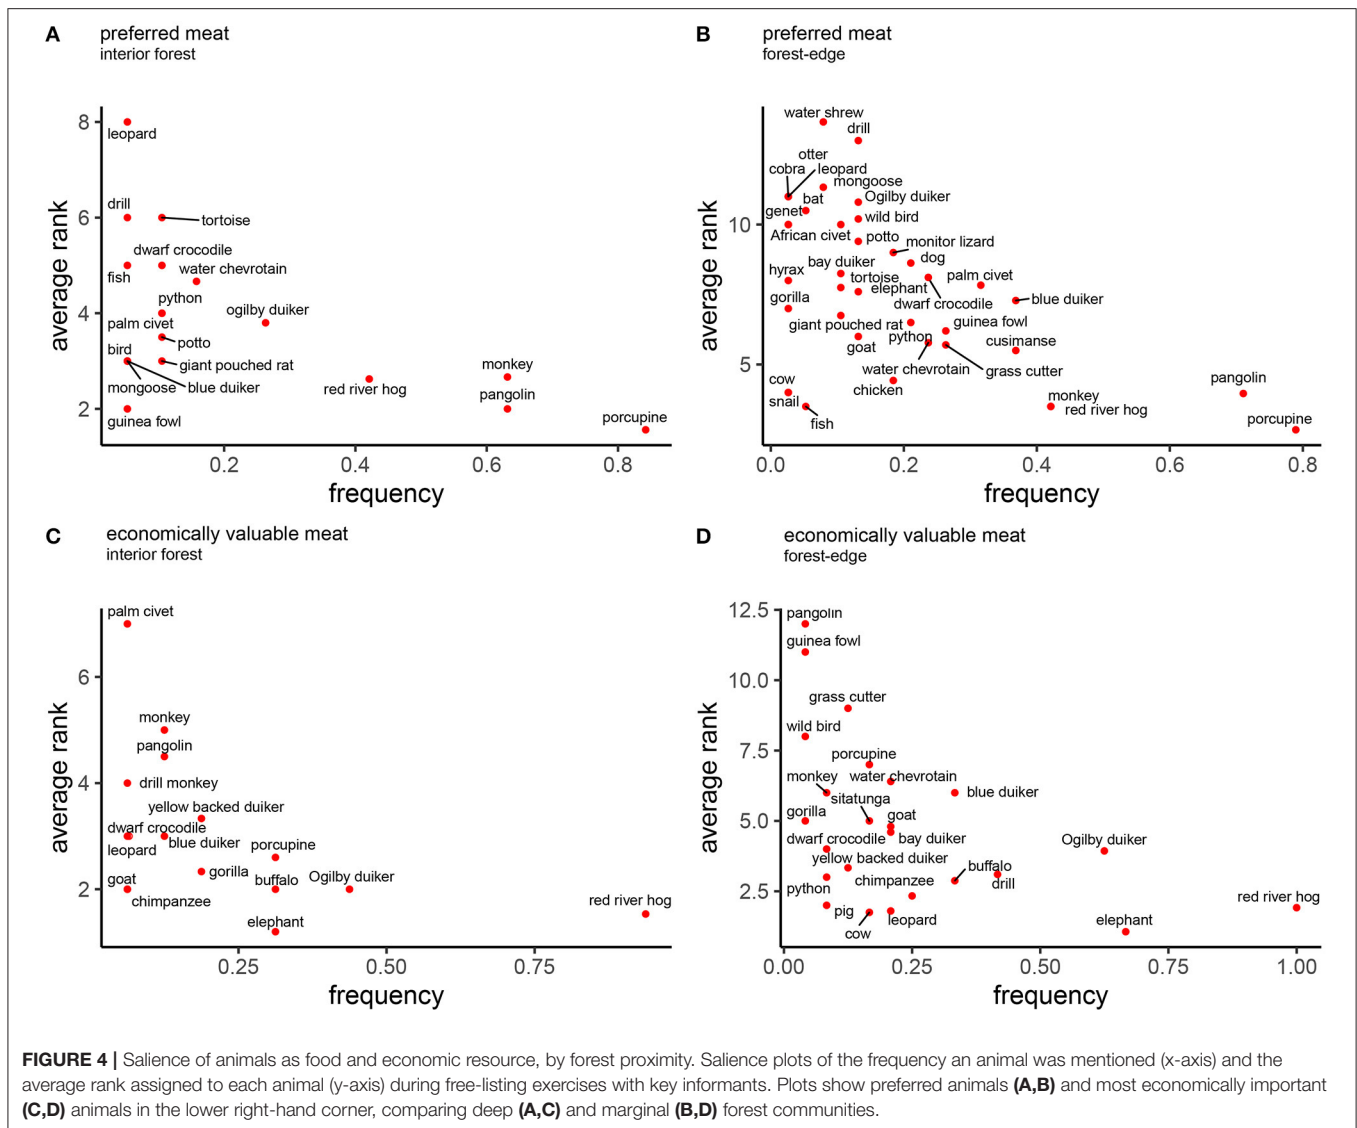 A
preferred meat
interior forest
8
6
4
2
average rank
leopard
drill
tortoise
dwarf crocodile
fish
water chevrotain
python
ogilby duiker
palm civet
potto
bird
giant pouched rat
mongoose
blue duiker
guinea fowl
red river hog
monkey
pangolin
porcupine
0.2 0.4 0.6 0.8
frequency
B
preferred meat
forest-edge
10
5
average rank
water shrew
drill
otter
cobra
leopard
mongoose
bat
Ogilby duiker
genet
wild bird
African civet
potto
monitor lizard
dog
bay duiker
hyrax
tortoise
palm civet
elephant
gorilla
dwarf crocodile
blue duiker
giant pouched rat
guinea fowl
python
cusimanse
goat
water chevrotain
grass cutter
cow
chicken
pangolin
snail
monkey
red river hog
fish
porcupine
0.0 0.2 0.4 0.6 0.8
frequency
C
economically valuable meat
interior forest
6
4
2
average rank
palm civet
monkey
pangolin
drill monkey
yellow backed duiker
dwarf crocodile
blue duiker
leopard
porcupine
goat
gorilla
buffalo
Ogilby duiker
chimpanzee
elephant
red river hog
0.25 0.50 0.75
frequency
D
economically valuable meat
forest-edge
12.5
10.0
7.5
5.0
2.5
average rank
pangolin
guinea fowl
grass cutter
wild bird
porcupine
monkey
water chevrotain
sitatunga
blue duiker
gorilla
goat
dwarf crocodile
bay duiker
Ogilby duiker
yellow backed duiker
buffalo
python
chimpanzee
drill
pig
leopard
cow
elephant
red river hog
0.00 0.25 0.50 0.75 1.00
frequency
FIGURE 4 | Salience of animals as food and economic resource, by forest proximity. Salience plots of the frequency an animal was mentioned (x-axis) and the
average rank assigned to each animal (y-axis) during free-listing exercises with key informants. Plots show preferred animals (A,B) and most economically important
(C,D) animals in the lower right-hand corner, comparing deep (A,C) and marginal (B,D) forest communities.